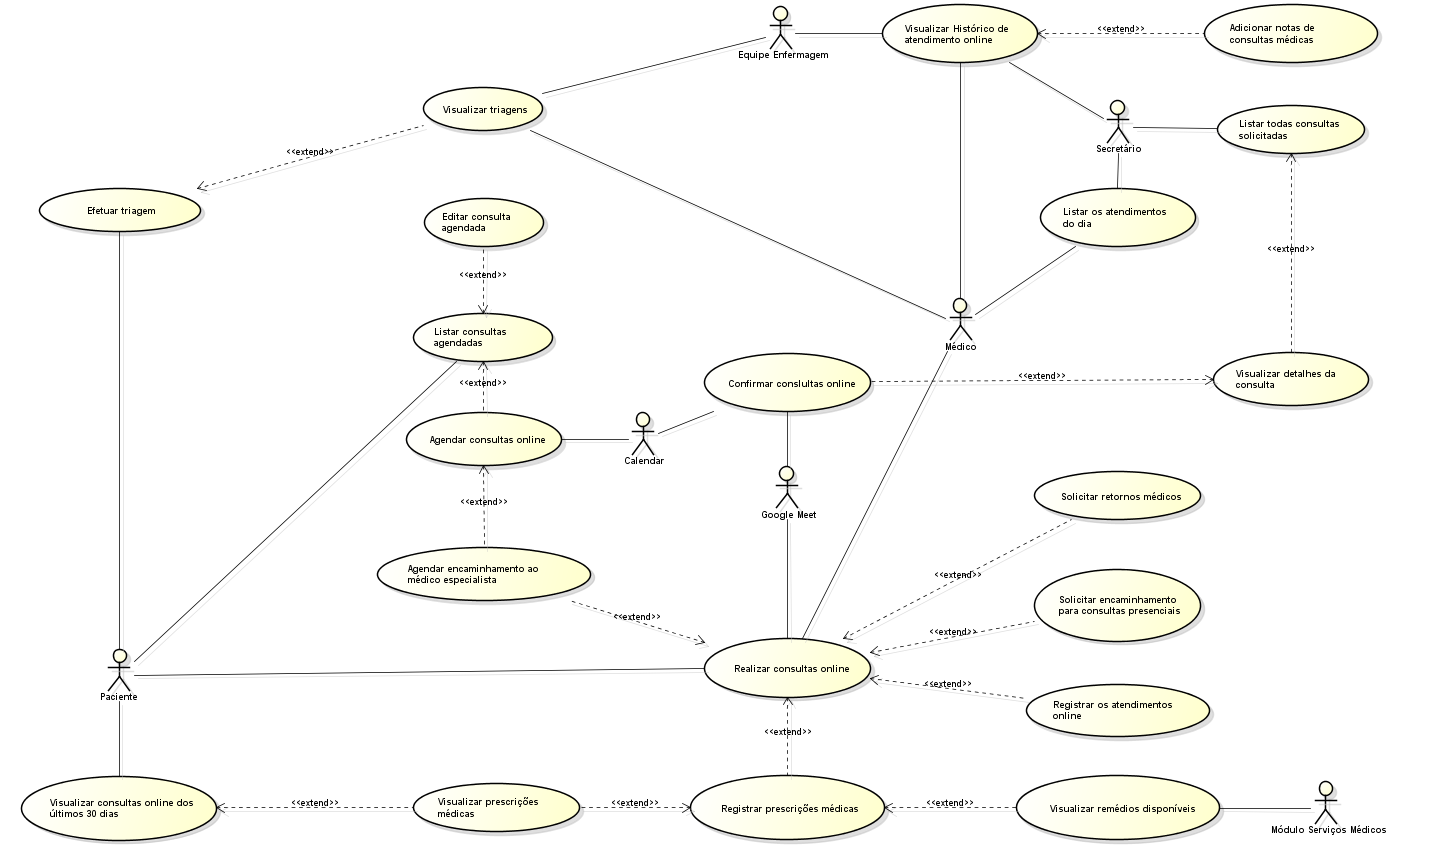 Visualizar Histórico de
atendimento online
<<extend>>
Adicionar notas de
consultas médicas
Equipe Enfermagem
Visualizar triagens
Secretário
Listar todas consultas
solicitadas
<<extend>>
Efetuar triagem
Editar consulta
agendada
Listar os atendimentos
do dia
<<extend>>
<<extend>>
Listar consultas
agendadas
Médico
<<extend>>
Confirmar conslultas online
<<extend>>
Visualizar detalhes da
consulta
Agendar consultas online
Calendar
<<extend>>
Google Meet
Solicitar retornos médicos
Agendar encaminhamento ao
médico especialista
<<extend>>
<<extend>>
Solicitar encaminhamento
para consultas presenciais
<<extend>>
Paciente
Realizar consultas online
<<extend>>
Registrar os atendimentos
online
<<extend>>
Visualizar consultas online dos
últimos 30 dias
<<extend>>
Visualizar prescrições
médicas
<<extend>>
Registrar prescrições médicas
<<extend>>
Visualizar remédios disponíveis
Módulo Serviços Médicos